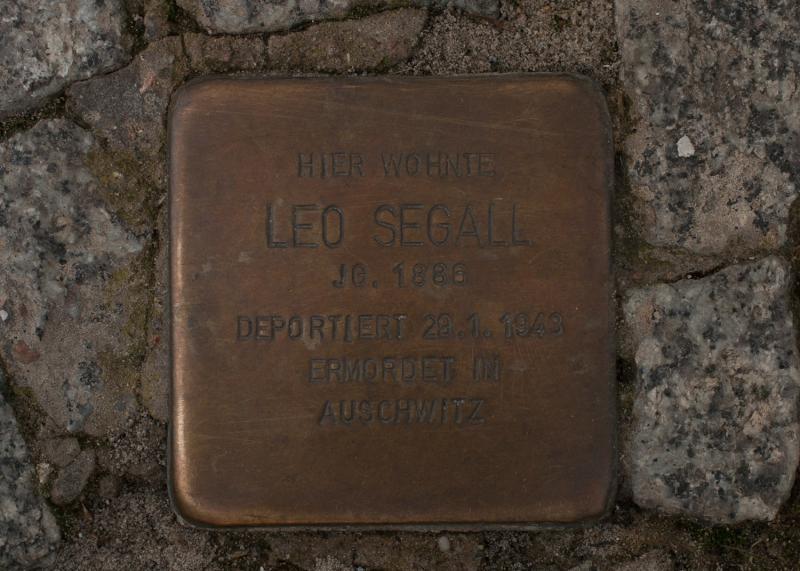 HIER WOHNTE
LEO SEGALL
JG. 1886
DEPORTIERT 29.1.1943
ERMORDET IN
AUSCHWITZ